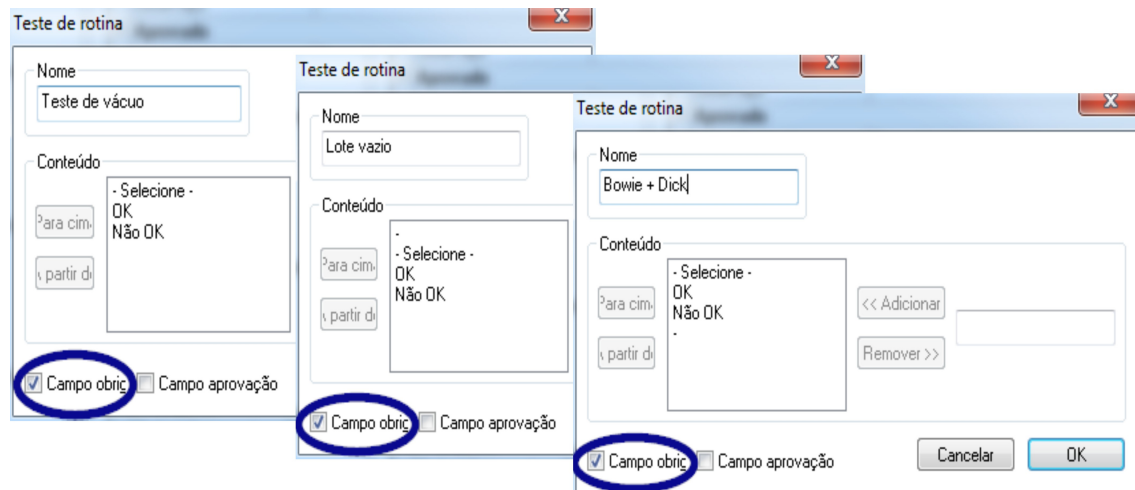 Teste de rotina
Nome
Teste de vácuo
Conteúdo
- Selecione -
OK
Não OK
Para cim
partir d
Campo obrig
Campo aprovação
Teste de rotina
Nome
Lote vazio
Conteúdo
-
- Selecione -
OK
Não OK
Para cim
partir d
Campo obrig
Campo aprovação
Teste de rotina
Nome
Bowie + Dick
Conteúdo
- Selecione -
OK
Não OK
-
Para cim
partir d
<< Adicionar
Remover >>
Campo obrig
Campo aprovação
Cancelar
OK